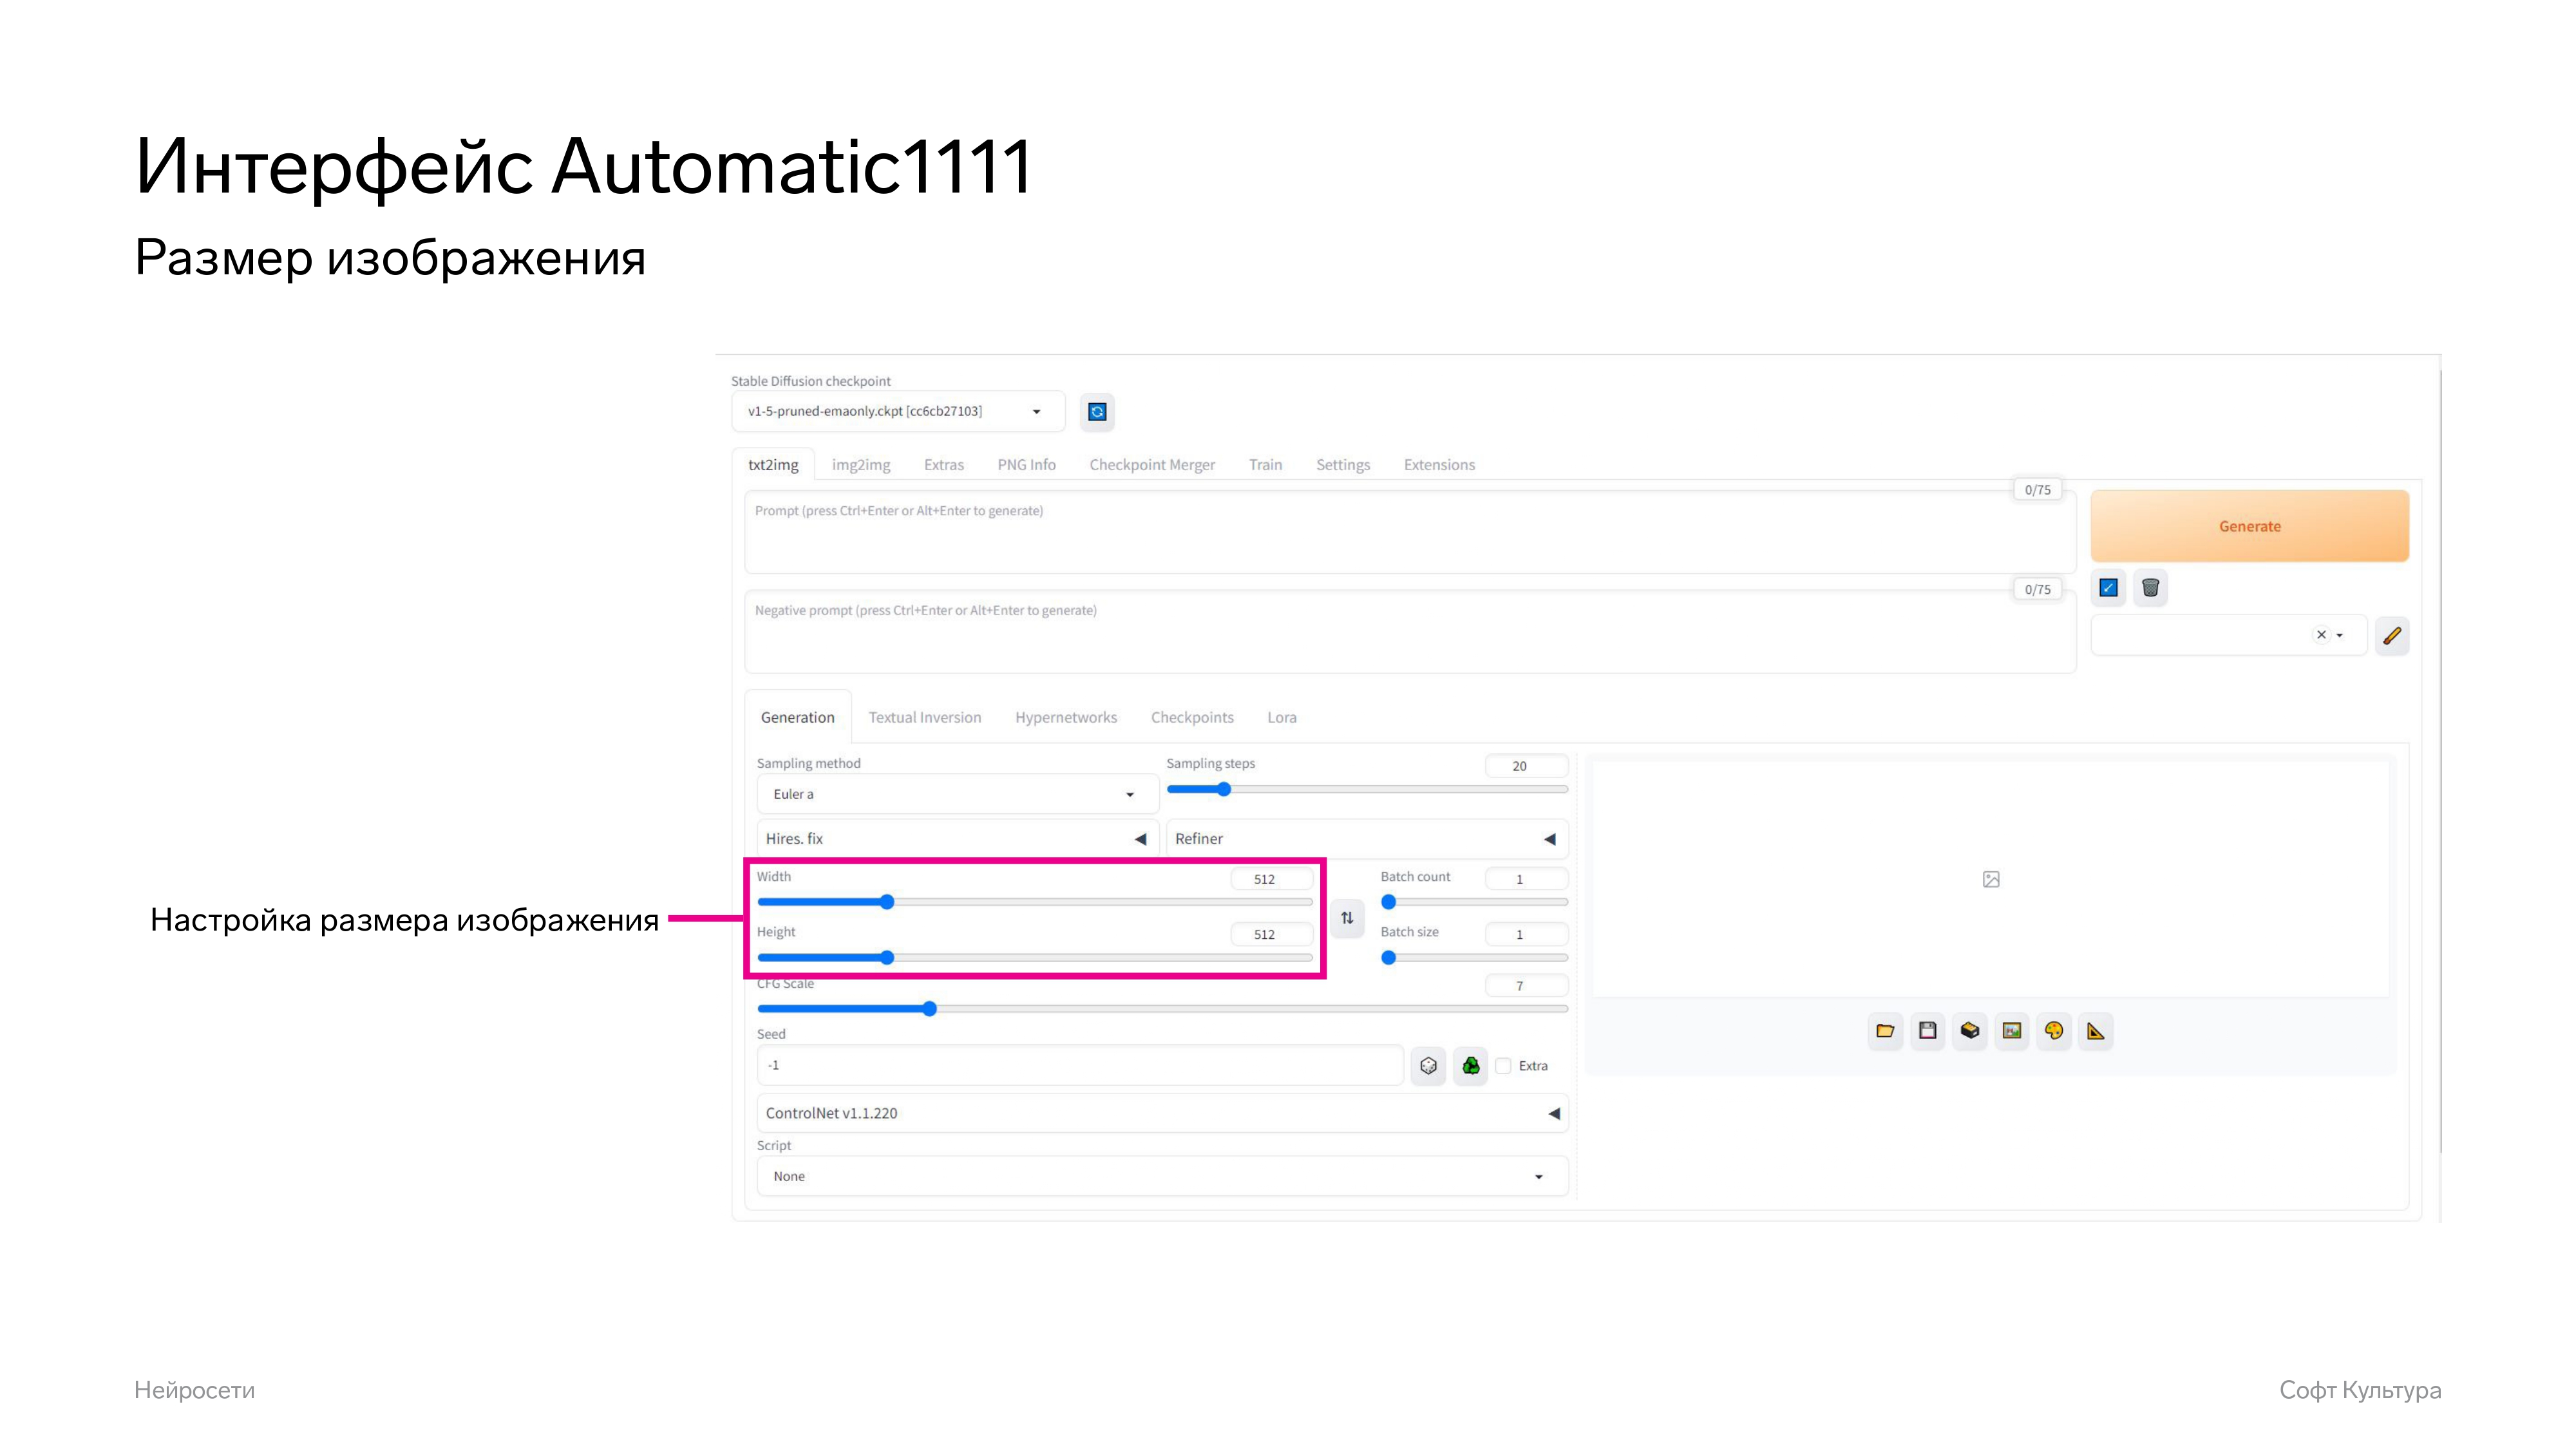 Интерфейс Automatic1111
Размер изображения
Stable Diffusion checkpoint
v1-5-pruned-emaonly.ckpt [cc6cb27103]
txt2img img2img Extras PNG Info Checkpoint Merger Train Settings Extensions
0/75
Prompt (press Ctrl+Enter or Alt+Enter to generate)
Generate
0/75
Negative prompt (press Ctrl+Enter or Alt+Enter to generate)
Generation Textual Inversion Hypernetworks Checkpoints Lora
Sampling method
Sampling steps 20
Euler a
Hires. fix
Refiner
Width 512
Batch count 1
Настройка размера изображения
Height 512
Batch size 1
CFG Scale 7
Seed
-1
Extra
ControlNet v1.1.220
Script
None
Нейросети
Софт Культура